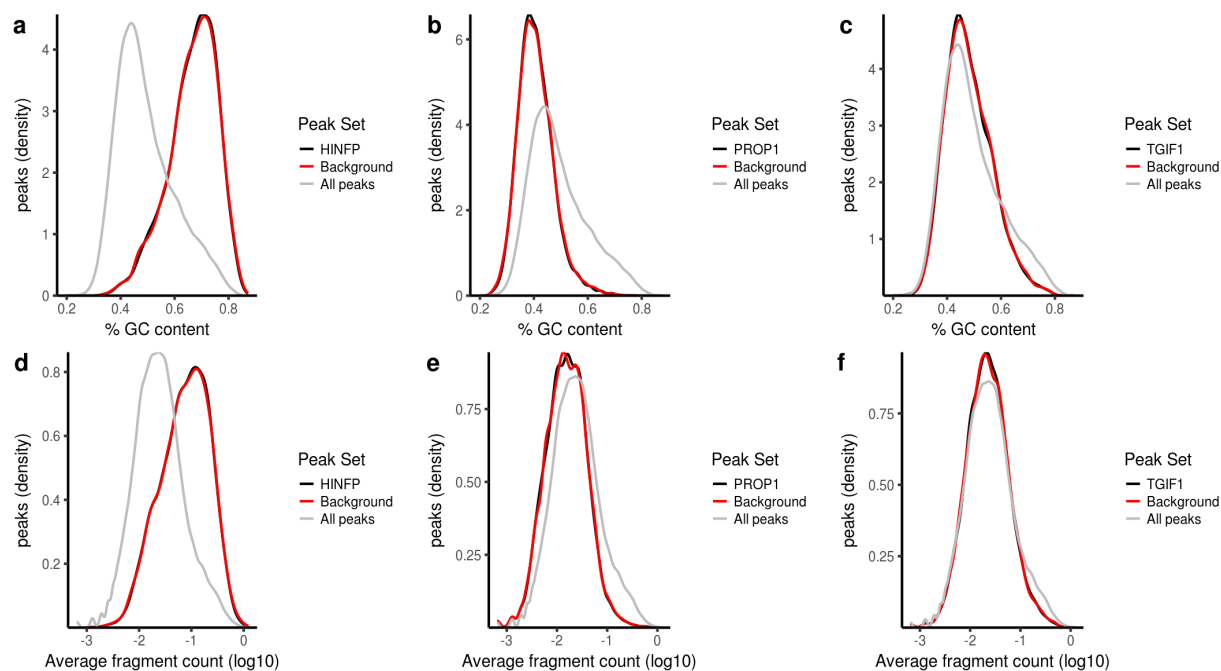 a
peaks (density)
4
3
2
1
0
0.2 0.4 0.6 0.8
% GC content
Peak Set
HINFP
Background
All peaks
b
peaks (density)
6
4
2
0
0.2 0.4 0.6 0.8
% GC content
Peak Set
PROP1
Background
All peaks
c
peaks (density)
4
3
2
1
0.2 0.4 0.6 0.8
% GC content
Peak Set
TGIF1
Background
All peaks
d
peaks (density)
0.8
0.6
0.4
0.2
-3 -2 -1 0
Average fragment count (log10)
Peak Set
HINFP
Background
All peaks
e
peaks (density)
0.75
0.50
0.25
-3 -2 -1 0
Average fragment count (log10)
Peak Set
PROP1
Background
All peaks
f
peaks (density)
0.75
0.50
0.25
-3 -2 -1 0
Average fragment count (log10)
Peak Set
TGIF1
Background
All peaks